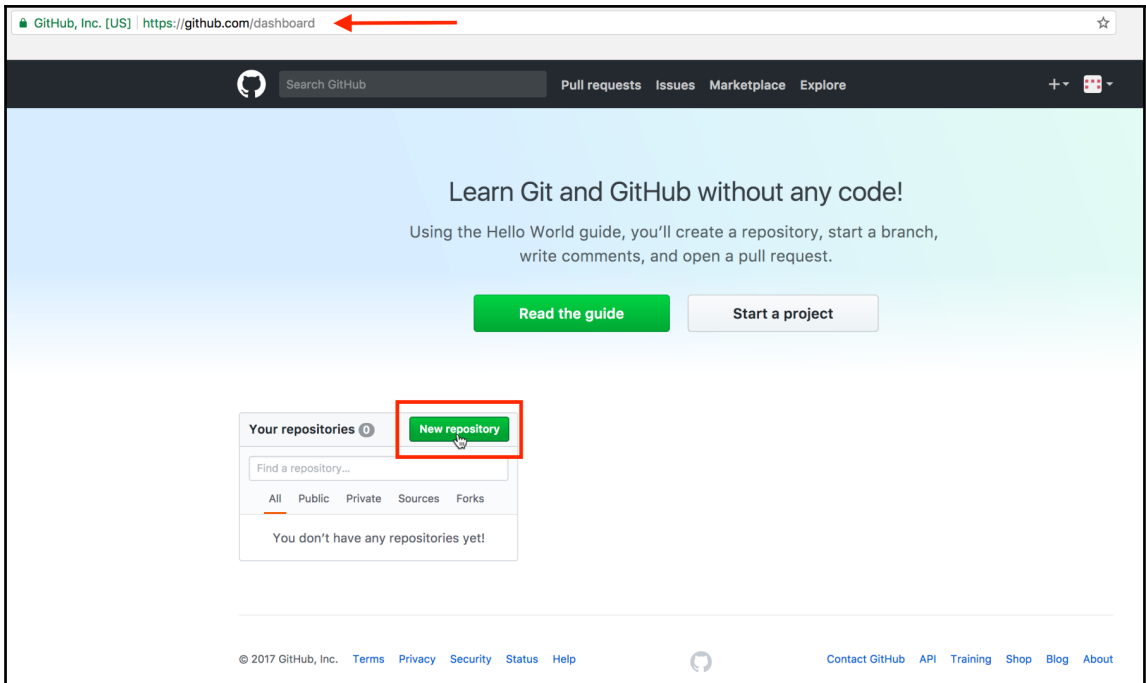 GitHub, Inc. [US] https://github.com/dashboard
Search GitHub Pull requests Issues Marketplace Explore
Learn Git and GitHub without any code!
Using the Hello World guide, you’ll create a repository, start a branch,
write comments, and open a pull request.
Read the guide Start a project
Your repositories 0 New repository
Find a repository...
All Public Private Sources Forks
You don’t have any repositories yet!
© 2017 GitHub, Inc. Terms Privacy Security Status Help Contact GitHub API Training Shop Blog About